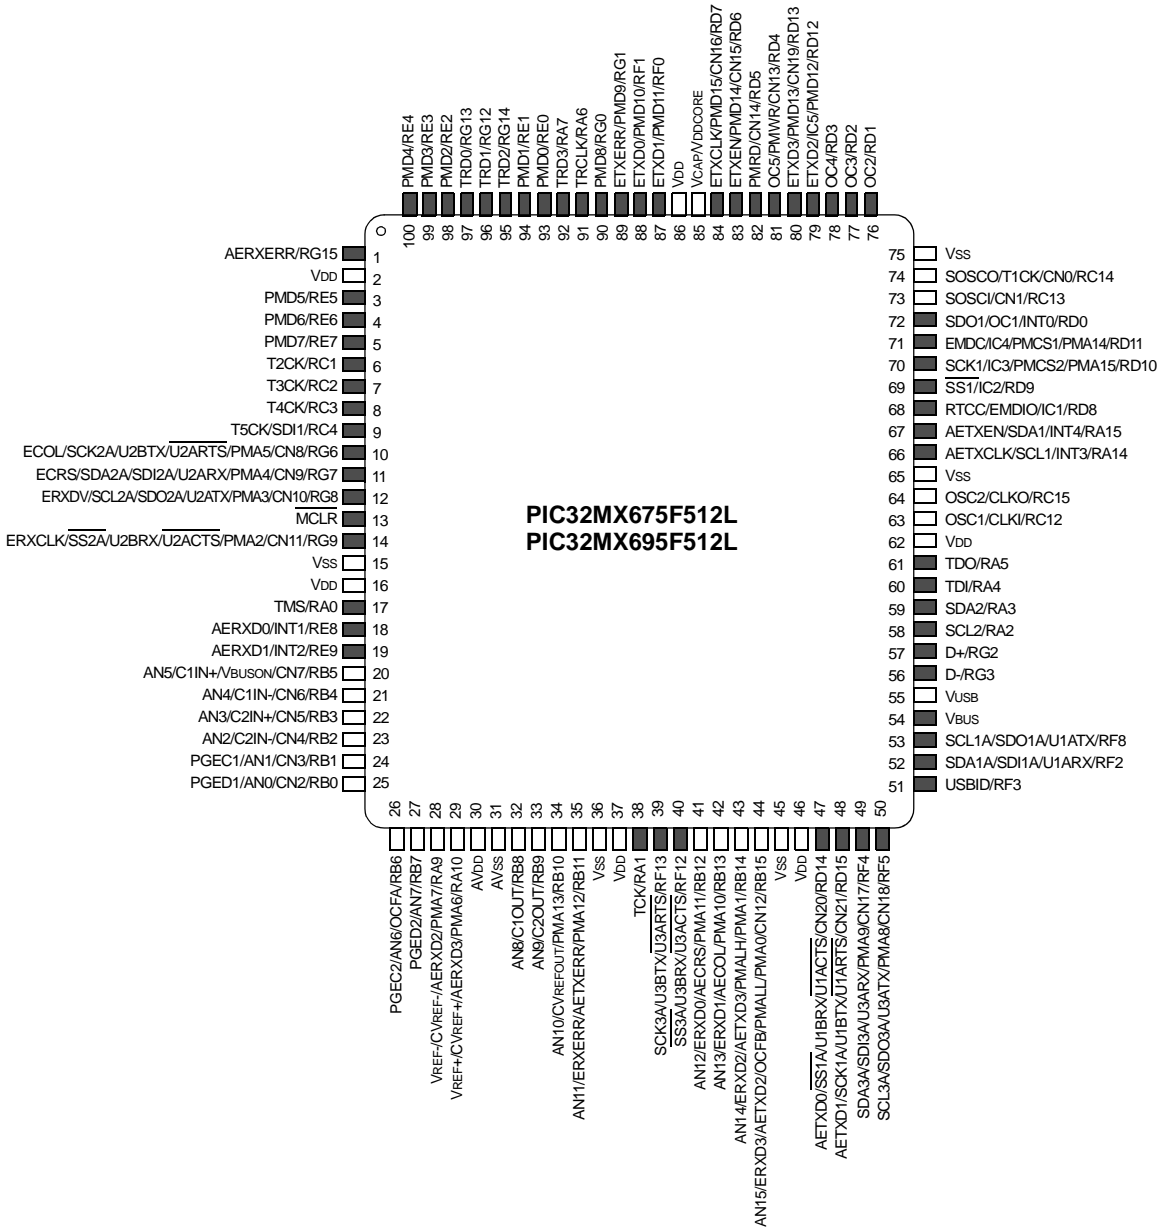 PMD4/RE4
PMD3/RE3
PMD2/RE2
TRD0/RG13
TRD1/RG12
TRD2/RG14
PMD1/RE1
PMD0/RE0
TRD3/RA7
TRCLK/RA6
PMD8/RG0
ETXERR/PMD9/RG1
ETXD0/PMD10/RF1
ETXD1/PMD11/RF0
VDD
VCAP/VDDCORE
ETXCLK/PMD15/CN16/RD7
ETXEN/PMD14/CN15/RD6
PMRD/CN14/RD5
OC5/PMWR/CN13/RD4
ETXD3/PMD13/CN19/RD13
ETXD2/IC5/PMD12/RD12
OC4/RD3
OC3/RD2
OC2/RD1
100 99 98 97 96 95 94 93 92 91 90 89 88 87 86 85 84 83 82 81 80 79 78 77 76
AERXERR/RG15 1
VDD 2
PMD5/RE5 3
PMD6/RE6 4
PMD7/RE7 5
T2CK/RC1 6
T3CK/RC2 7
T4CK/RC3 8
T5CK/SDI1/RC4 9
ECOL/SCK2A/U2BTX/U2ARTS/PMA5/CN8/RG6 10
ECRS/SDA2A/SDI2A/U2ARX/PMA4/CN9/RG7 11
ERXDV/SCL2A/SDO2A/U2ATX/PMA3/CN10/RG8 12
MCLR 13
ERXCLK/SS2A/U2BRX/U2ACTS/PMA2/CN11/RG9 14
VSS 15
VDD 16
TMS/RA0 17
AERXD0/INT1/RE8 18
AERXD1/INT2/RE9 19
AN5/C1IN+/VBUSON/CN7/RB5 20
AN4/C1IN-/CN6/RB4 21
AN3/C2IN+/CN5/RB3 22
AN2/C2IN-/CN4/RB2 23
PGEC1/AN1/CN3/RB1 24
PGED1/AN0/CN2/RB0 25
PIC32MX675F512L
PIC32MX695F512L
75 VSS
74 SOSCO/T1CK/CN0/RC14
73 SOSCI/CN1/RC13
72 SDO1/OC1/INT0/RD0
71 EMDC/IC4/PMCS1/PMA14/RD11
70 SCK1/IC3/PMCS2/PMA15/RD10
69 SS1/IC2/RD9
68 RTCC/EMDIO/IC1/RD8
67 AETXEN/SDA1/INT4/RA15
66 AETXCLK/SCL1/INT3/RA14
65 VSS
64 OSC2/CLKO/RC15
63 OSC1/CLKI/RC12
62 VDD
61 TDO/RA5
60 TDI/RA4
59 SDA2/RA3
58 SCL2/RA2
57 D+/RG2
56 D-/RG3
55 VUSB
54 VBUS
53 SCL1A/SDO1A/U1ATX/RF8
52 SDA1A/SDI1A/U1ARX/RF2
51 USBID/RF3
26 27 28 29 30 31 32 33 34 35 36 37 38 39 40 41 42 43 44 45 46 47 48 49 50
PGEC2/AN6/OCFA/RB6
PGED2/AN7/RB7
VREF-/CVREF-/AERXD2/PMA7/RA9
VREF+/CVREF+/AERXD3/PMA6/RA10
AVDD
AVSS
AN8/C1OUT/RB8
AN9/C2OUT/RB9
AN10/CVREFOUT/PMA13/RB10
AN11/ERXERR/AETXERR/PMA12/RB11
VSS
VDD
TCK/RA1
SCK3A/U3BTX/U3ARTS/RF13
SS3A/U3BRX/U3ACTS/RF12
AN12/ERXD0/AECRS/PMA11/RB12
AN13/ERXD1/AECOL/PMA10/RB13
AN14/ERXD2/AETXD3/PMALH/PMA1/RB14
AN15/ERXD3/AETXD2/OCFB/PMALL/PMA0/CN12/RB15
VSS
VDD
AETXD0/SS1A/U1BRX/U1ACTS/CN20/RD14
AETXD1/SCK1A/U1BTX/U1ARTS/CN21/RD15
SDA3A/SDI3A/U3ARX/PMA9/CN17/RF4
SCL3A/SDO3A/U3ATX/PMA8/CN18/RF5